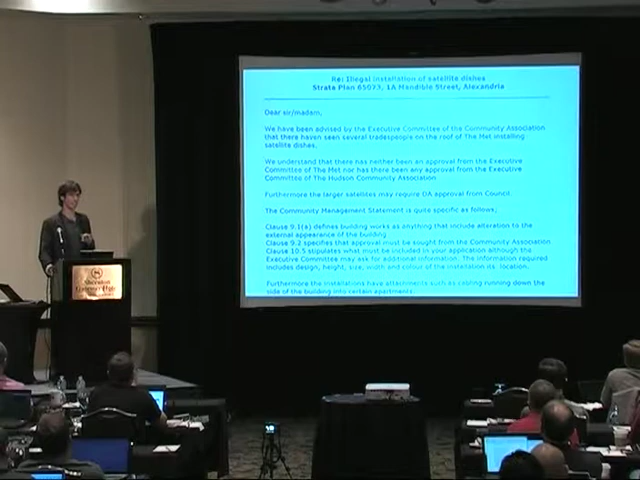 Re: Illegal installation of satellite dishes
Strata Plan 65073, 1A Mandible Street, Alexandria
Dear sir/madam,
We have been advised by the Executive Committee of the Community Association
that there haven seen several tradespeople on the roof of The Met installing
satellite dishes.
We understand that there has neither been an approval from the Executive
Committee of The Met nor has there been any approval from the Executive
Committee of The Hudson Community Association.
Furthermore the larger satellites may require DA approval from Council.
The Community Management Statement is quite specific as follows;
Clause 9.1(a) defines building works as anything that include alteration to the
external appearance of the building.
Clause 9.2 specifies that approval must be sought from the Community Association
Clause 10.5 stipulates what must be included in your application although the
Executive Committee may ask for additional information. The information required
includes design, height, size, width and colour of the installation its location.
Furthermore the installations have attachments such as cabling running down the
side of the building into certain apartments.
Sheraton